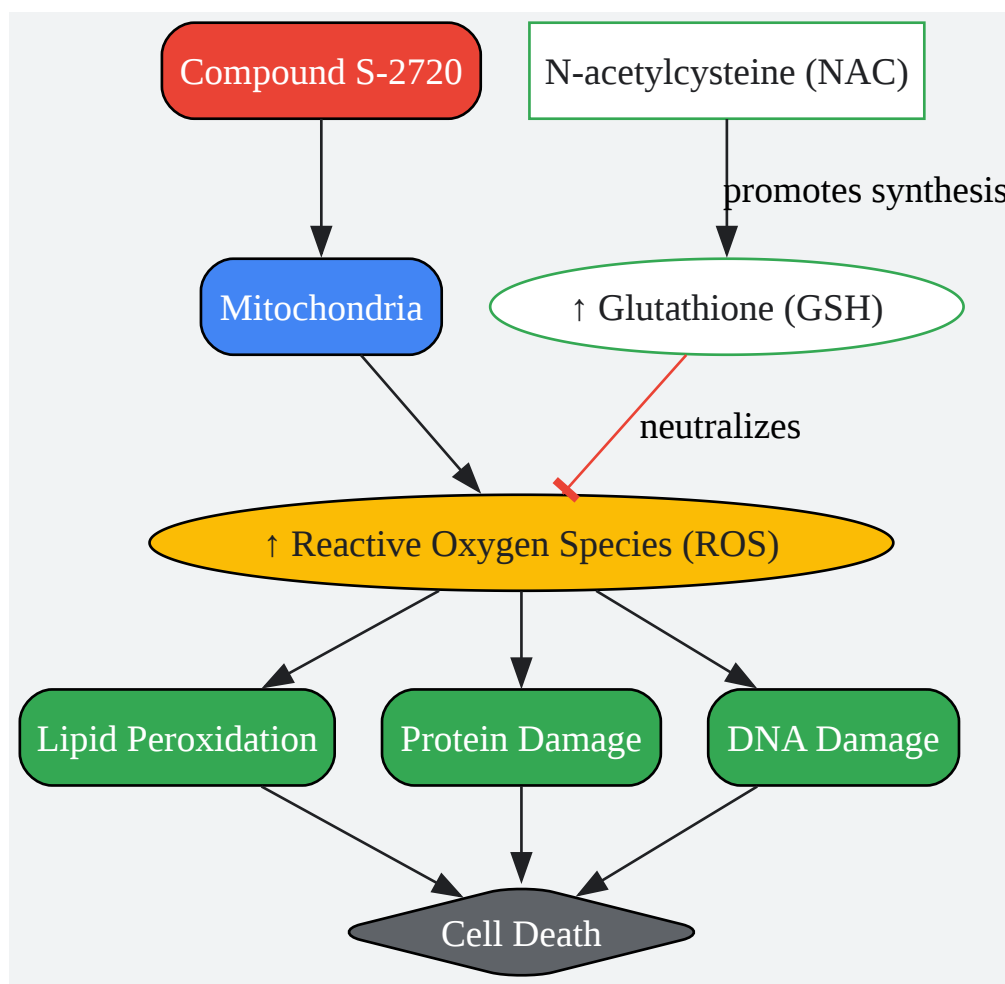 Compound S-2720
N-acetylcysteine (NAC)
promotes synthesis
Mitochondria
↑ Glutathione (GSH)
neutralizes
↑ Reactive Oxygen Species (ROS)
Lipid Peroxidation
Protein Damage
DNA Damage
Cell Death